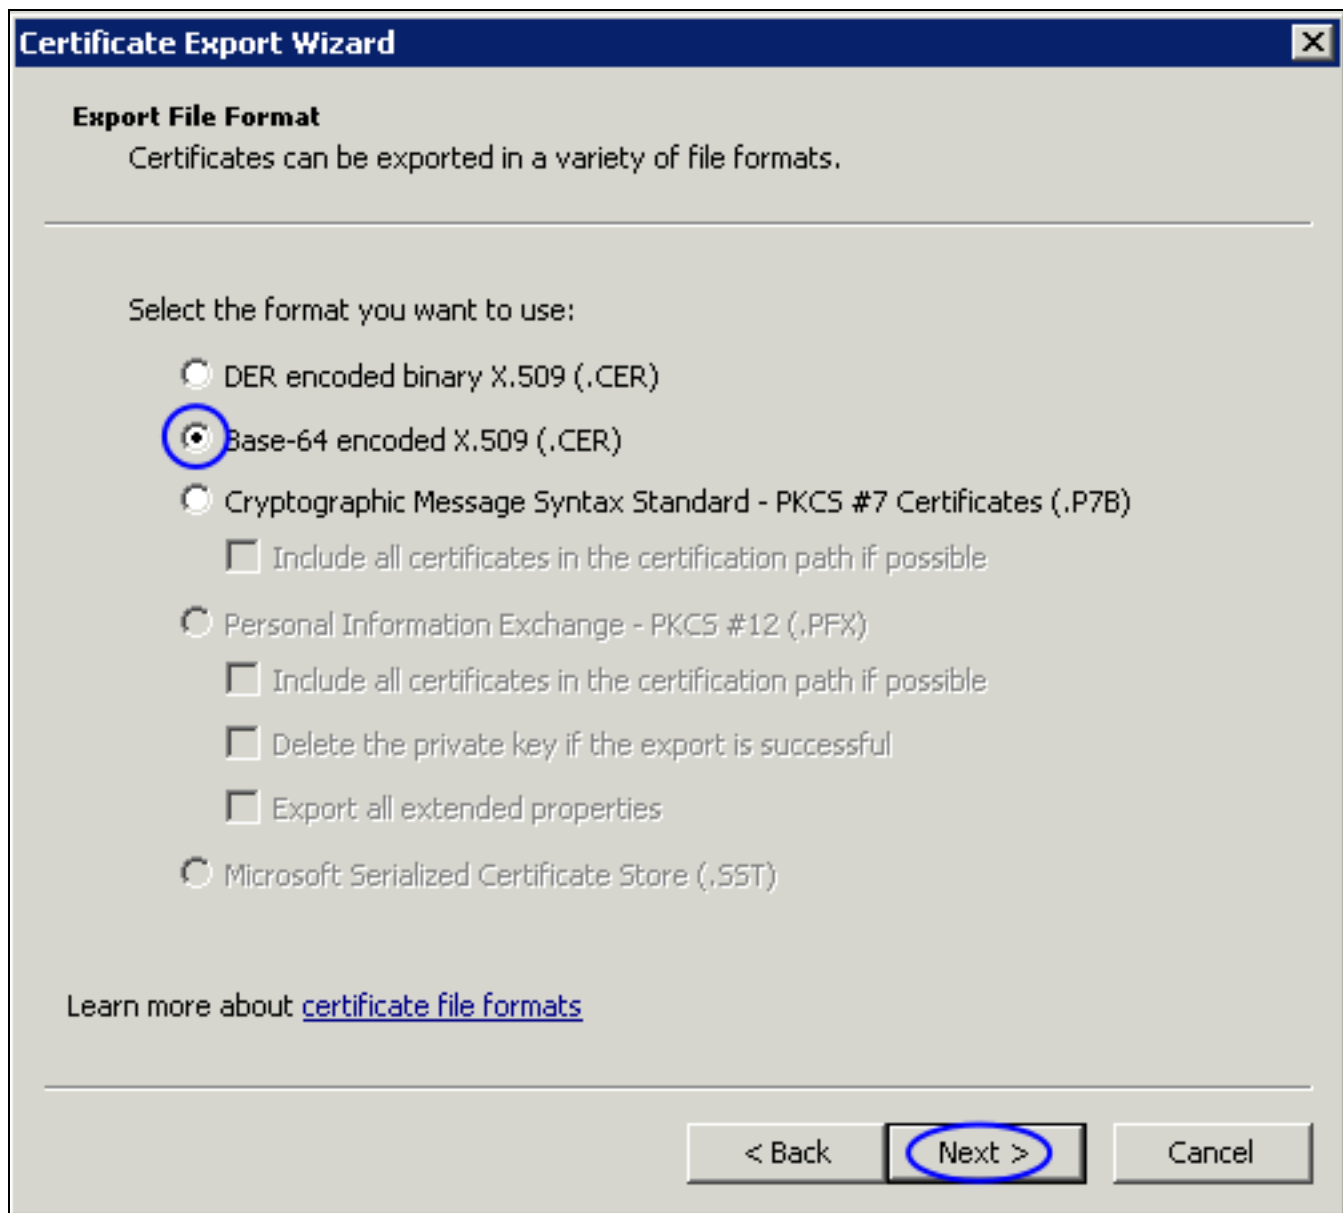 Certificate Export Wizard
Export File Format
Certificates can be exported in a variety of file formats.
Select the format you want to use:
DER encoded binary X.509 (.CER)
Base-64 encoded X.509 (.CER)
Cryptographic Message Syntax Standard - PKCS #7 Certificates (.P7B)
Include all certificates in the certification path if possible
Personal Information Exchange - PKCS #12 (.PFX)
Include all certificates in the certification path if possible
Delete the private key if the export is successful
Export all extended properties
Microsoft Serialized Certificate Store (.SST)
Learn more about certificate file formats
< Back Next > Cancel